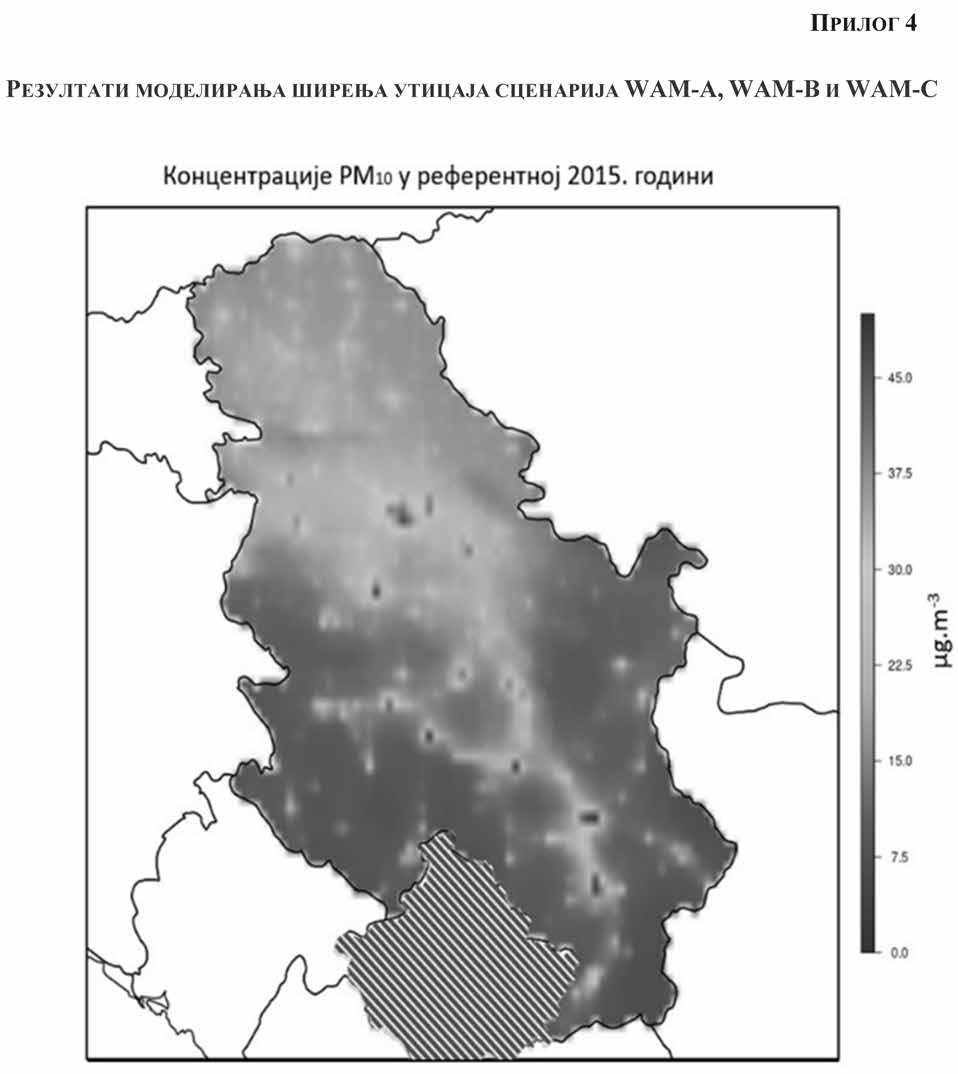 Прилог 4
Резултати моделирања ширења утицаја сценарија WAM-A, WAM-B и WAM-C
Концентрације PM10 у референтној 2015. години
45.0
37.5
30.0
22.5
15.0
7.5
0.0
µg.m-3